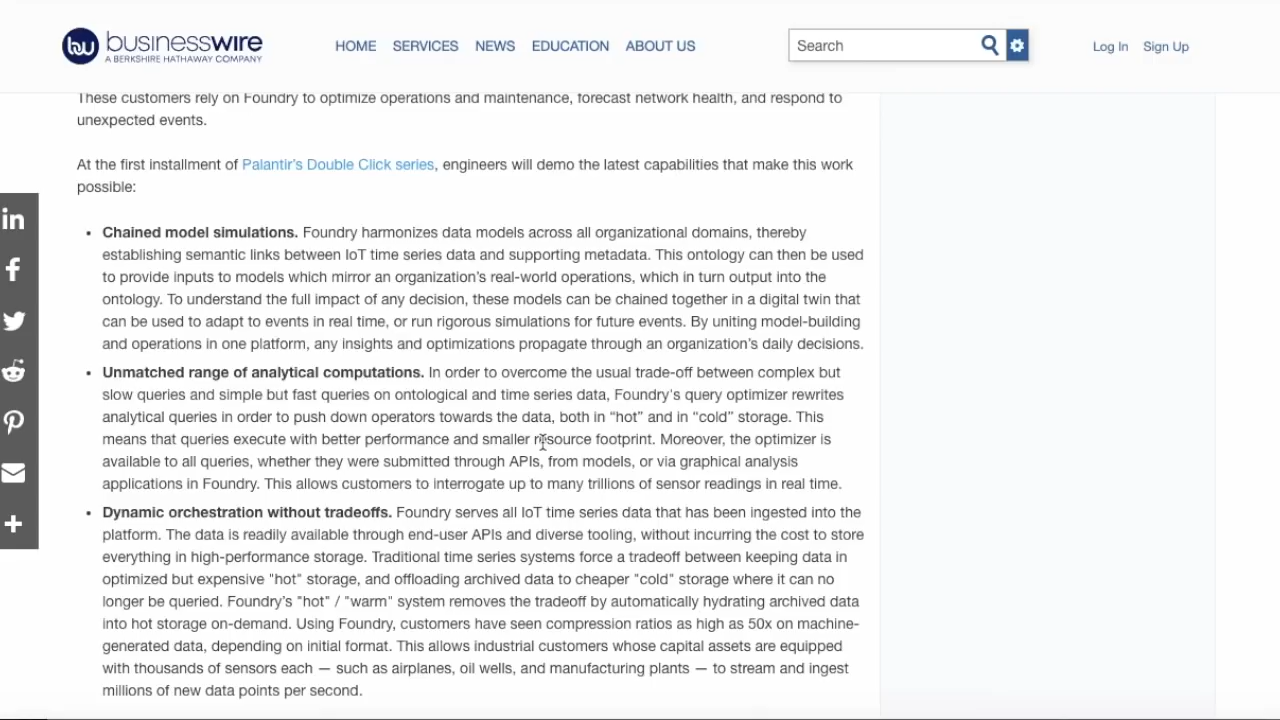 businesswire
A BERKSHIRE HATHAWAY COMPANY
HOME SERVICES NEWS EDUCATION ABOUT US
Search
Log In Sign Up
These customers rely on Foundry to optimize operations and maintenance, forecast network health, and respond to
unexpected events.
At the first installment of Palantir's Double Click series, engineers will demo the latest capabilities that make this work
possible:
• Chained model simulations. Foundry harmonizes data models across all organizational domains, thereby
establishing semantic links between IoT time series data and supporting metadata. This ontology can then be used
to provide inputs to models which mirror an organization's real-world operations, which in turn output into the
ontology. To understand the full impact of any decision, these models can be chained together in a digital twin that
can be used to adapt to events in real time, or run rigorous simulations for future events. By uniting model-building
and operations in one platform, any insights and optimizations propagate through an organization's daily decisions.
• Unmatched range of analytical computations. In order to overcome the usual trade-off between complex but
slow queries and simple but fast queries on ontological and time series data, Foundry's query optimizer rewrites
analytical queries in order to push down operators towards the data, both in “hot” and in “cold” storage. This
means that queries execute with better performance and smaller resource footprint. Moreover, the optimizer is
available to all queries, whether they were submitted through APIs, from models, or via graphical analysis
applications in Foundry. This allows customers to interrogate up to many trillions of sensor readings in real time.
• Dynamic orchestration without tradeoffs. Foundry serves all IoT time series data that has been ingested into the
platform. The data is readily available through end-user APIs and diverse tooling, without incurring the cost to store
everything in high-performance storage. Traditional time series systems force a tradeoff between keeping data in
optimized but expensive "hot" storage, and offloading archived data to cheaper "cold" storage where it can no
longer be queried. Foundry's "hot" / "warm" system removes the tradeoff by automatically hydrating archived data
into hot storage on-demand. Using Foundry, customers have seen compression ratios as high as 50x on machine-
generated data, depending on initial format. This allows industrial customers whose capital assets are equipped
with thousands of sensors each — such as airplanes, oil wells, and manufacturing plants — to stream and ingest
millions of new data points per second.